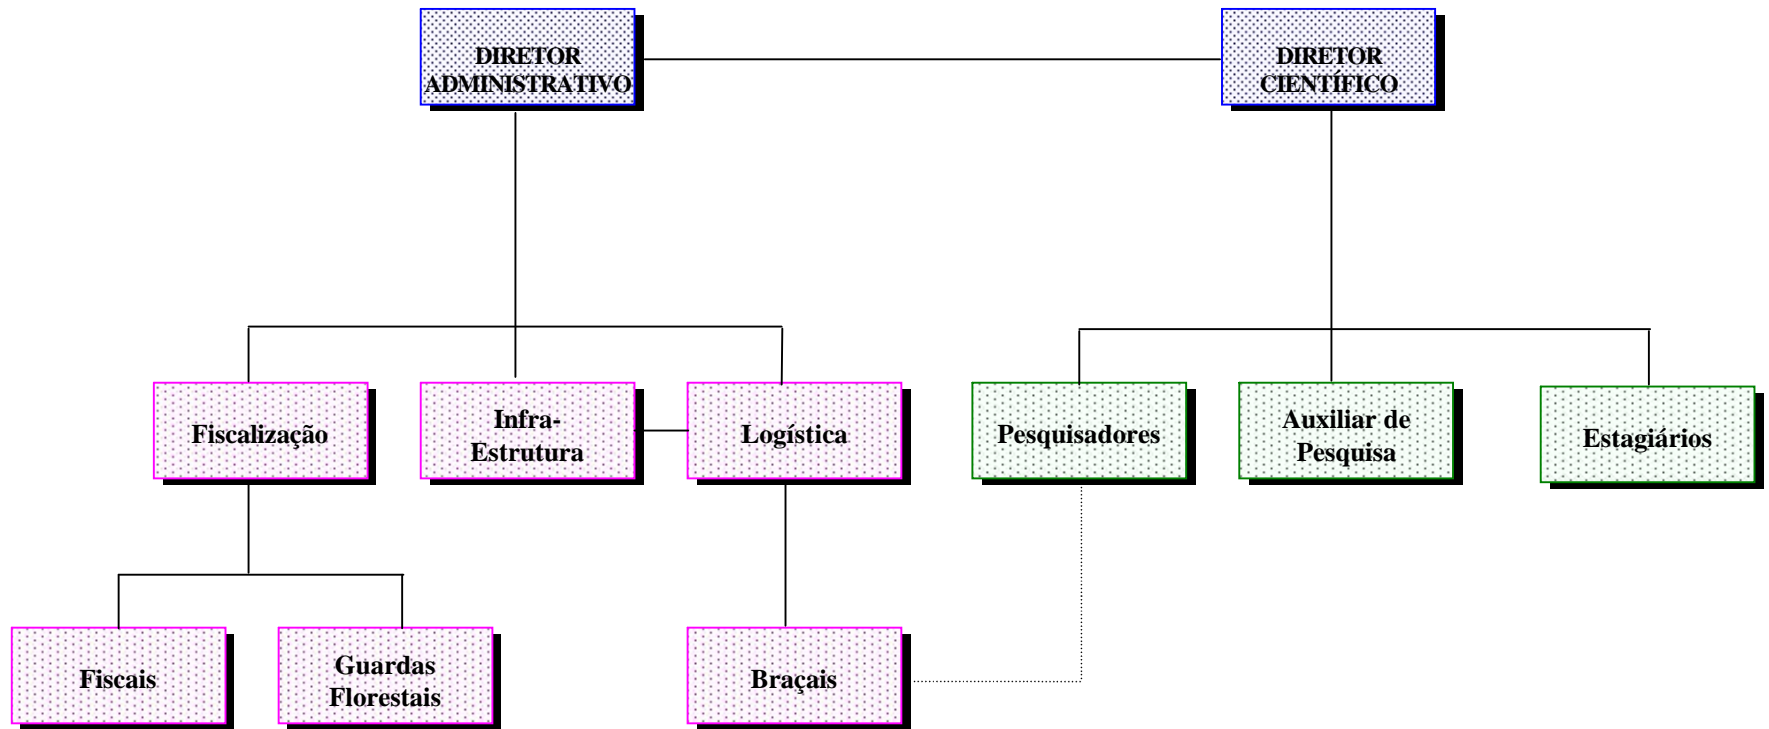 DIRETOR
ADMINISTRATIVO
DIRETOR
CIENTÍFICO
Fiscalização
Infra-
Estrutura
Logística
Pesquisadores
Auxiliar de
Pesquisa
Estagiários
Fiscais
Guardas
Florestais
Braçais